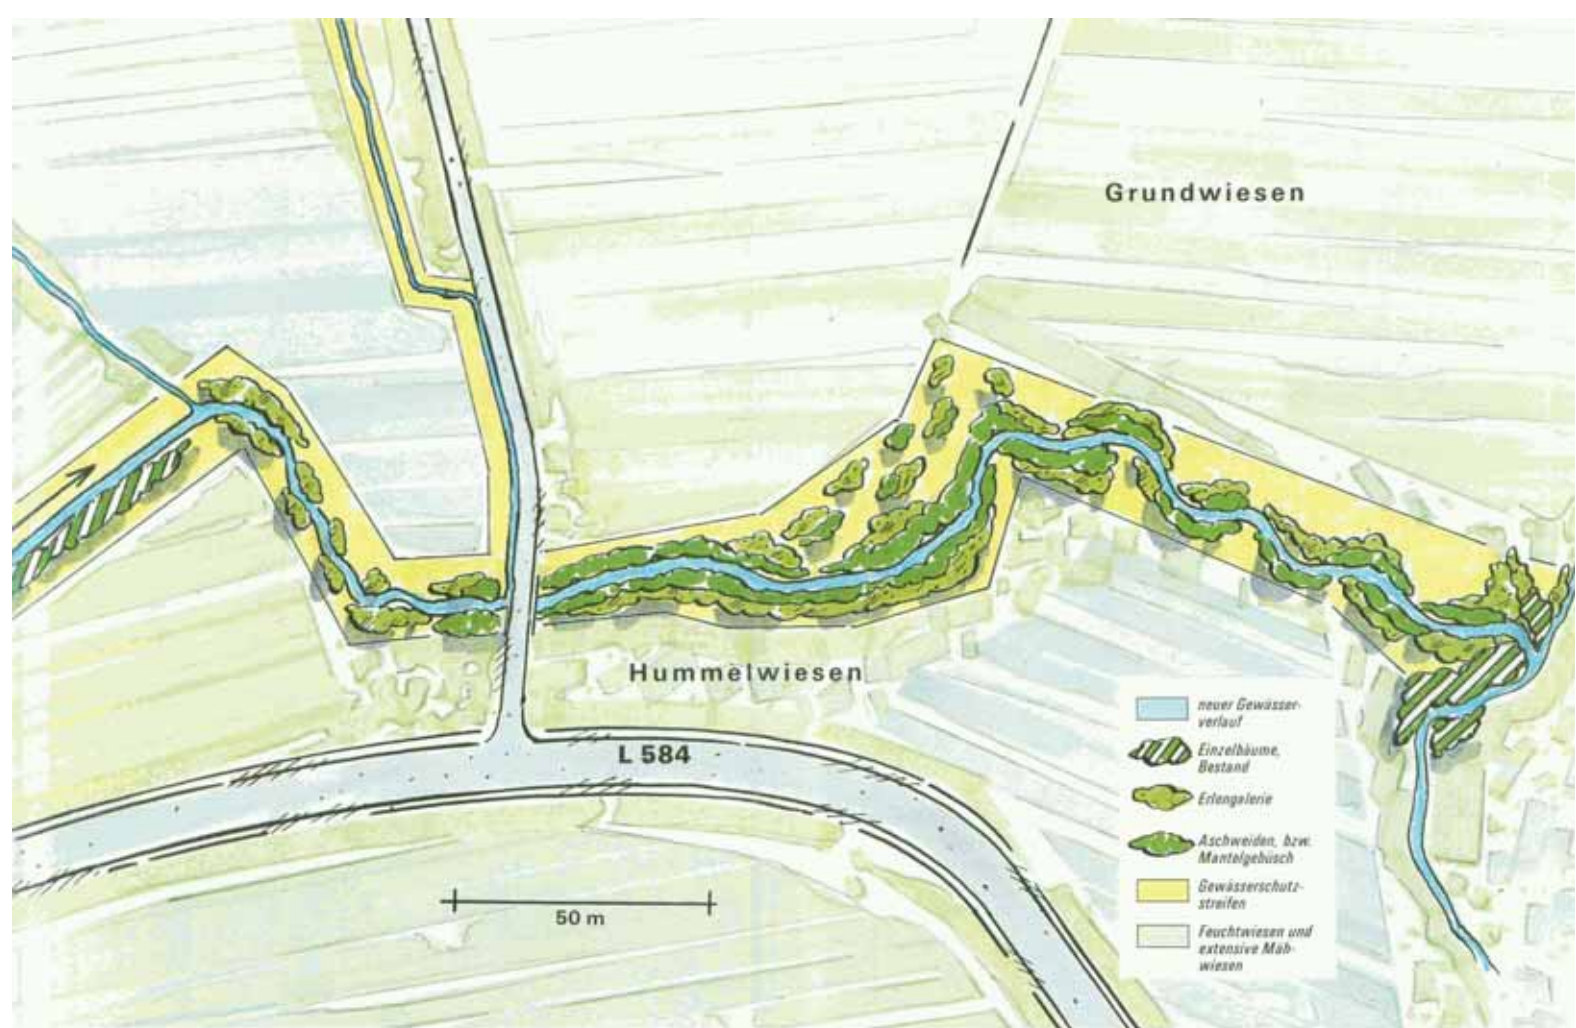 Grundwiesen
Hummelwiesen
L 584
50 m
neuer Gewässer-
verlauf
Einzelbäume,
Bestand
Erlengalerie
Aschweiden, bzw.
Mantelgebüsch
Gewässerschutz-
streifen
Feuchtwiesen und
extensive Mäh-
wiesen